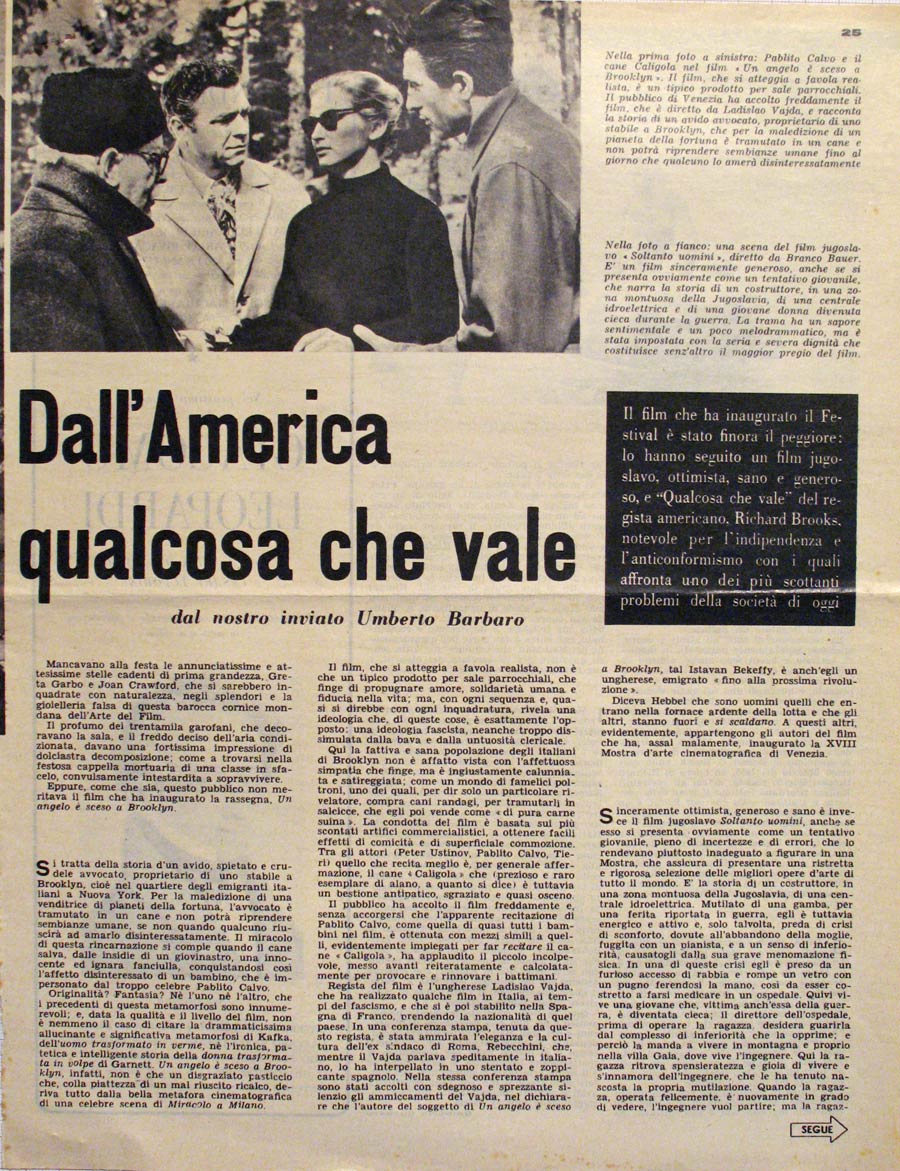 25
Nella prima foto a sinistra: Pablito Calvo e il
cane Caligola nel film « Un angelo è sceso a
Brooklyn ». Il film, che si atteggia a favola rea-
lista, è un tipico prodotto per sale parrocchiali.
Il pubblico di Venezia ha accolto freddamente il
film, che è diretto da Ladislao Vajda, e racconta
la storia di un avido avvocato, proprietario di uno
stabile a Brooklyn, che per la maledizione di un
pianeta della fortuna è tramutato in un cane e
non potrà riprendere sembianze umane fino al
giorno che qualcuno lo amerà disinteressatamente
Nella foto a fianco: una scena del film jugosla-
vo « Soltanto uomini », diretto da Branco Bauer.
E' un film sinceramente generoso, anche se si
presenta ovviamente come un tentativo giovanile,
che narra la storia di un costruttore, in una zo-
na montuosa della Jugoslavia, di una centrale
idroelettrica e di una giovane donna divenuta
cieca durante la guerra. La trama ha un sapore
sentimentale e un poco melodrammatico, ma è
stata impostata con la seria e severa dignità che
costituisce senz'altro il maggior pregio del film.
Dall'America
qualcosa che vale
dal nostro inviato Umberto Barbaro
Il film che ha inaugurato il Fe-
stival è stato finora il peggiore:
lo hanno seguito un film jugo-
slavo, ottimista, sano e genero-
so, e “Qualcosa che vale” del re-
gista americano, Richard Brooks,
notevole per l'indipendenza e
l'anticonformismo con i quali
affronta uno dei più scottanti
problemi della società di oggi
Mancavano alla festa le annunciatissime e at-
tesissime stelle cadenti di prima grandezza, Gre-
ta Garbo e Joan Crawford, che si sarebbero in-
quadrate con naturalezza, negli splendori e la
gioielleria falsa di questa barocca cornice mon-
dana dell'Arte del Film.
Il profumo dei trentamila garofani, che deco-
ravano la sala, e il freddo deciso dell'aria condi-
zionata, davano una fortissima impressione di
dolciastra decomposizione; come a trovarsi nella
festosa cappella mortuaria di una classe in sfa-
celo, convulsamente intestardita a sopravvivere.
Eppure, come che sia, questo pubblico non me-
ritava il film che ha inaugurato la rassegna, Un
angelo è sceso a Brooklyn.
Si tratta della storia d'un avido, spietato e cru-
dele avvocato, proprietario di uno stabile a
Brooklyn, cioè nel quartiere degli emigranti ita-
liani a Nuova York. Per la maledizione di una
venditrice di pianeti della fortuna, l'avvocato è
tramutato in un cane e non potrà riprendere
sembianze umane, se non quando qualcuno riu-
scirà ad amarlo disinteressatamente. Il miracolo
di questa rincarnazione si compie quando il cane
salva, dalle insidie di un giovinastro, una inno-
cente ed ignara fanciulla, conquistandosi così
l'affetto disinteressato di un bambino, che è im-
personato dal troppo celebre Pablito Calvo.
Originalità? Fantasia? Nè l'uno nè l'altro, che
i precedenti di questa metamorfosi sono innume-
revoli; e, data la qualità e il livello del film, non
è nemmeno il caso di citare la drammaticissima
allucinante e significativa metamorfosi di Kafka,
dell'uomo trasformato in verme, nè l'ironica, pa-
tetica e intelligente storia della donna trasforma-
ta in volpe di Garnett. Un angelo è sceso a Broo-
klyn, infatti, non è che un disgraziato pasticcio
che, colla piattezza di un mal riuscito ricalco, de-
riva tutto dalla bella metafora cinematografica
di una celebre scena di Miracolo a Milano.
Il film, che si atteggia a favola realista, non è
che un tipico prodotto per sale parrocchiali, che
finge di propugnare amore, solidarietà umana e
fiducia nella vita; ma, con ogni sequenza e, qua-
si si direbbe con ogni inquadratura, rivela una
ideologia che, di queste cose, è esattamente l'op-
posto: una ideologia fascista, neanche troppo dis-
simulata dalla bava e dalla untuosità clericale.
Qui la fattiva e sana popolazione degli italiani
di Brooklyn non è affatto vista con l'affettuosa
simpatia che finge, ma è ingiustamente calunnia-
ta e satireggiata; come un mondo di famelici pol-
troni, uno dei quali, per dir solo un particolare ri-
velatore, compra cani randagi, per tramutarli in
salcicce, che egli poi vende come « di pura carne
suina ». La condotta del film è basata sui più
scontati artifici commercialistici, a ottenere facili
effetti di comicità e di superficiale commozione.
Tra gli attori (Peter Ustinov, Pablito Calvo, Tie-
ri) quello che recita meglio è, per generale affer-
mazione, il cane « Caligola » che (prezioso e raro
esemplare di alano, a quanto si dice) è tuttavia
un bestione antipatico, sgraziato e quasi osceno.
Il pubblico ha accolto il film freddamente e,
senza accorgersi che l'apparente recitazione di
Pablito Calvo, come quella di quasi tutti i bam-
bini nel film, è ottenuta con mezzi simili a quel-
li, evidentemente impiegati per far recitare il ca-
ne « Caligola », ha applaudito il piccolo incolpe-
vole, messo avanti reiteratamente e calcolata-
mente per provocare e rinnovare i battimani.
Regista del film è l'ungherese Ladislao Vajda,
che ha realizzato qualche film in Italia, ai tem-
pi del fascismo, e che si è poi stabilito nella Spa-
gna di Franco, prendendo la nazionalità di quel
paese. In una conferenza stampa, tenuta da que-
sto regista, è stata ammirata l'eleganza e la cul-
tura dell'ex sindaco di Roma, Rebecchini, che,
mentre il Vajda parlava speditamente in italia-
no, lo ha interpellato in uno stentato e zoppi-
cante spagnolo. Nella stessa conferenza stampa
sono stati accolti con sdegnoso e sprezzante si-
lenzio gli ammiccamenti del Vajda, nel dichiara-
re che l'autore del soggetto di Un angelo è sceso
a Brooklyn, tal Istavan Bekeffy, è anch'egli un
ungherese, emigrato « fino alla prossima rivolu-
zione ».
Diceva Hebbel che sono uomini quelli che en-
trano nella fornace ardente della lotta e che gli
altri, stanno fuori e si scaldano. A questi altri,
evidentemente, appartengono gli autori del film
che ha, assai malamente, inaugurato la XVIII
Mostra d'arte cinematografica di Venezia.
Sinceramente ottimista, generoso e sano è inve-
ce il film jugoslavo Soltanto uomini, anche se
esso si presenta ovviamente come un tentativo
giovanile, pieno di incertezze e di errori, che lo
rendevano piuttosto inadeguato a figurare in una
Mostra, che assicura di presentare una ristretta
e rigorosa selezione delle migliori opere d'arte di
tutto il mondo. E' la storia di un costruttore, in
una zona montuosa della Jugoslavia, di una cen-
trale idroelettrica. Mutilato di una gamba, per
una ferita riportata in guerra, egli è tuttavia
energico e attivo e, solo talvolta, preda di crisi
di sconforto, dovute all'abbandono della moglie,
fuggita con un pianista, e a un senso di inferio-
rità, causatogli dalla sua grave menomazione fi-
sica. In una di queste crisi egli è preso da un
furioso accesso di rabbia e rompe un vetro con
un pugno ferendosi la mano, così da esser co-
stretto a farsi medicare in un ospedale. Quivi vi-
ve una giovane che, vittima anch'essa della guer-
ra, è diventata cieca; il direttore dell'ospedale,
prima di operare la ragazza, desidera guarirla
dal complesso di inferiorità che la opprime; e
perciò la manda a vivere in montagna e proprio
nella villa Gaia, dove vive l'ingegnere. Qui la ra-
gazza ritrova spensieratezza e gioia di vivere e
s'innamora dell'ingegnere, che le ha tenuto na-
scosta la propria mutilazione. Quando la ragaz-
za, operata felicemente, è nuovamente in grado
di vedere, l'ingegnere vuol partire; ma la ragaz-
SEGUE